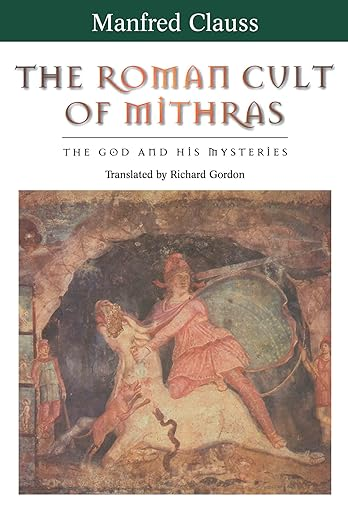 Manfred Clauss
THE ROMAN CULT
OF MITHRAS
THE GOD AND HIS MYSTERIES
Translated by Richard Gordon